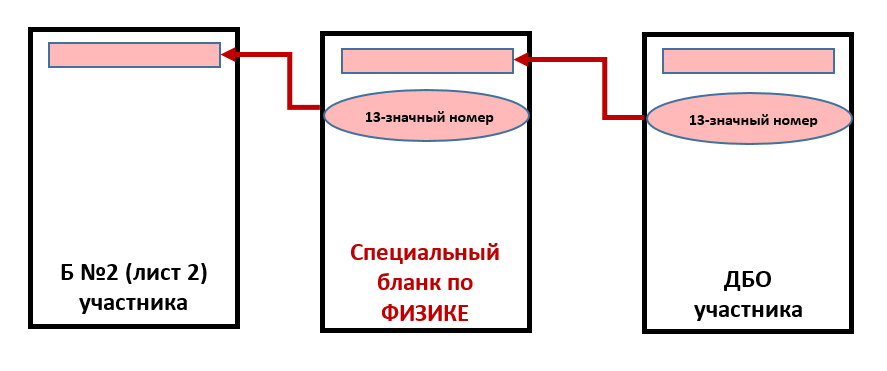 13-значный номер
13-значный номер
Б №2 (лист 2)
участника
Специальный
бланк по
ФИЗИКЕ
ДБО
участника